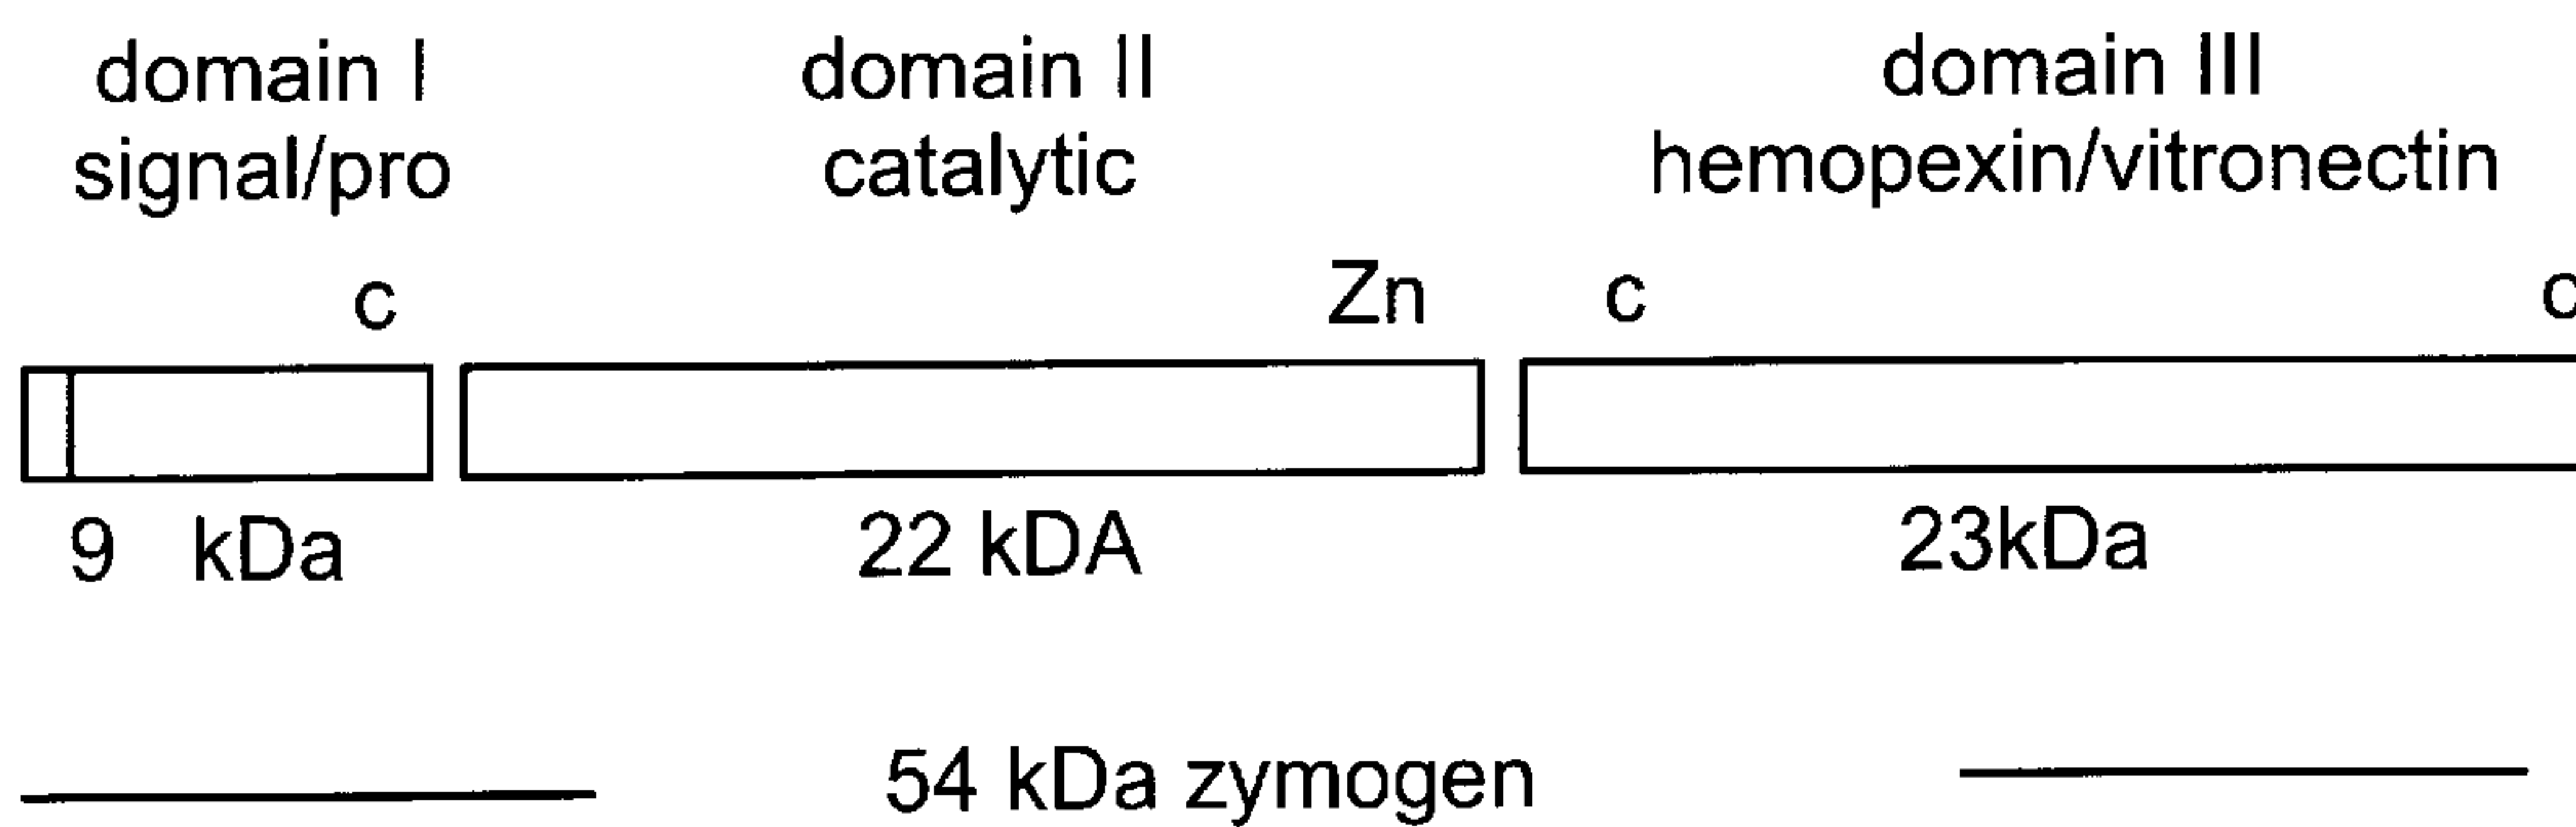 domain I domain II domain III
signal/pro catalytic hemopexin/vitronectin
c Zn c
9 kDa 22 kDA 23kDa
54 kDa zymogen